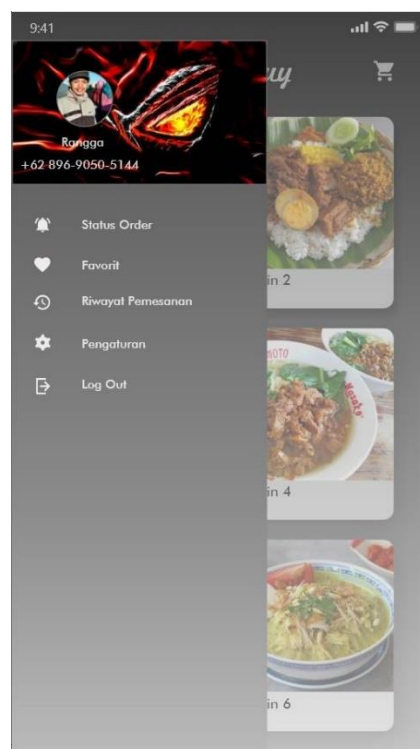 9:41
uy
Rangga
+62 896-9050-5144
Status Order
Favorit
in 2
Riwayat Pemesanan
Pengaturan
Log Out
in 4
in 6